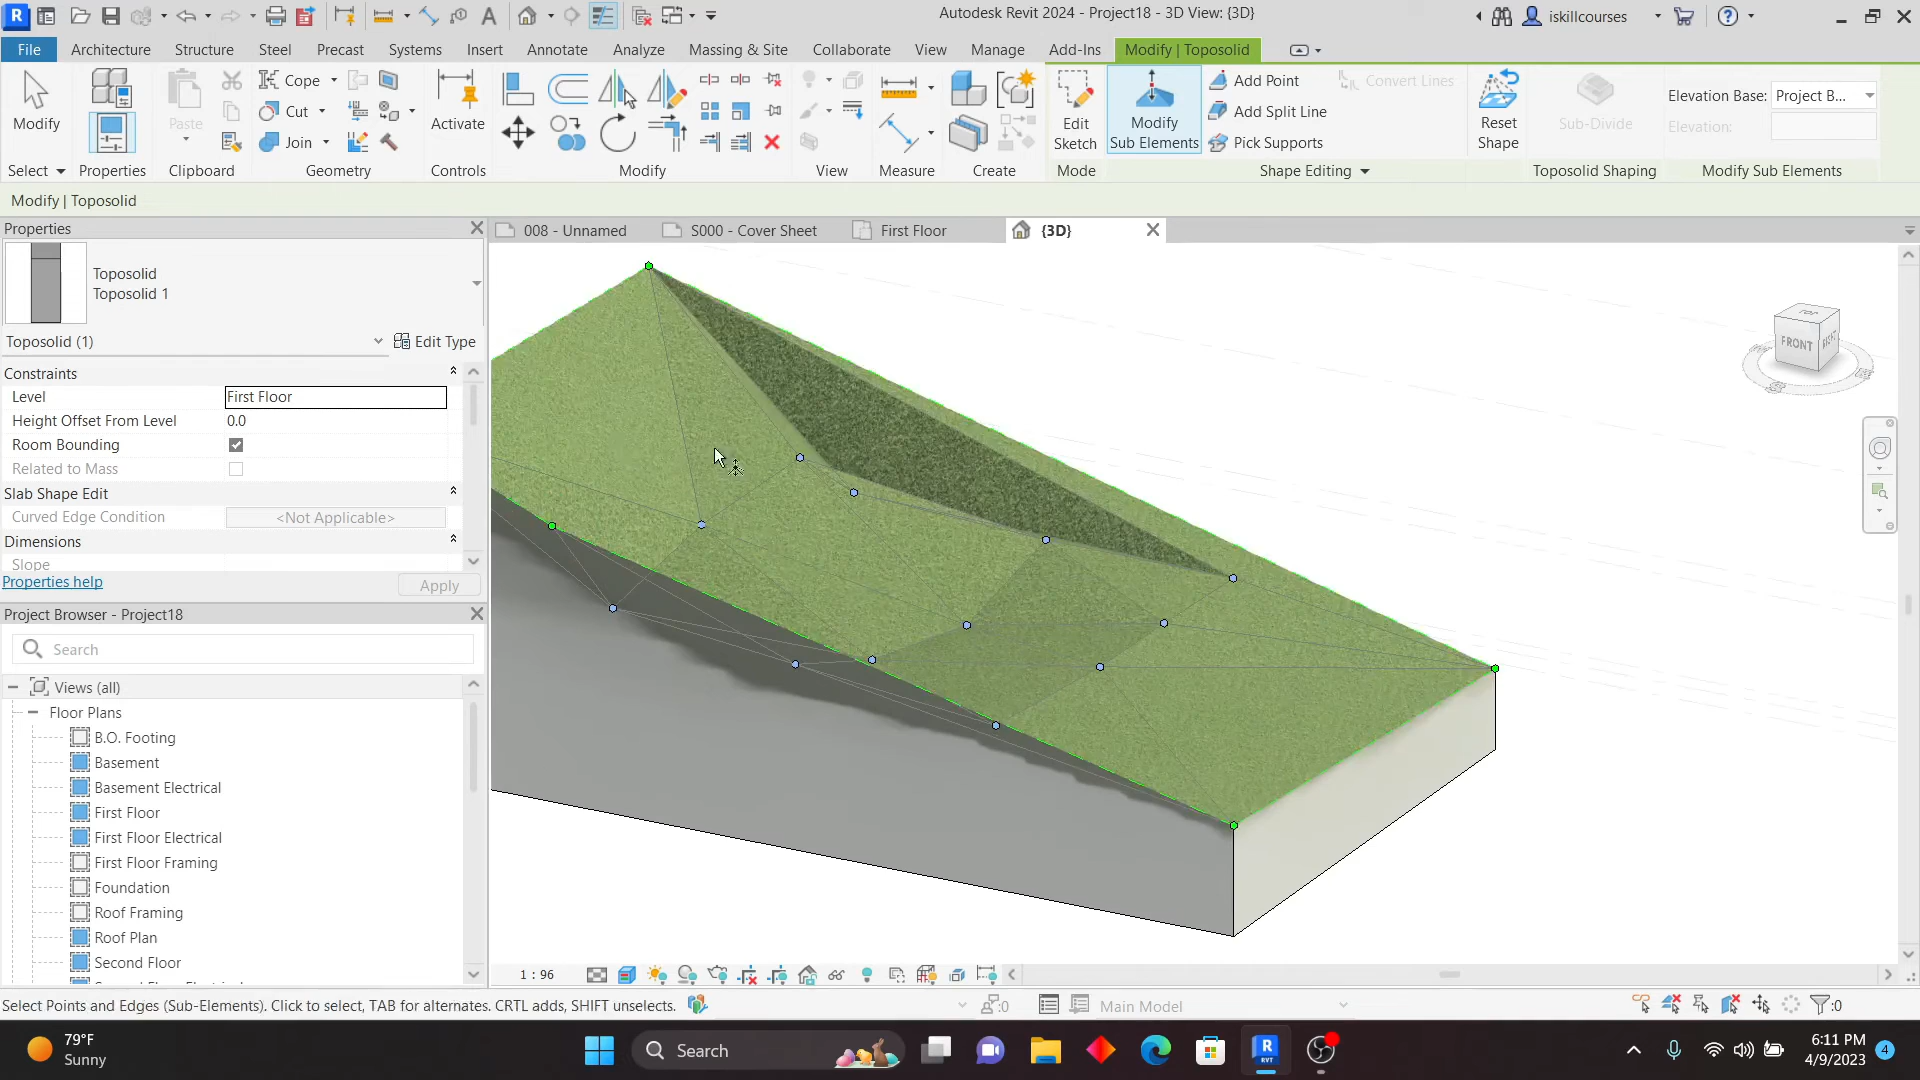 Autodesk Revit 2024 - Project18 - 3D View: {3D}
iskillcourses
File Architecture Structure Steel Precast Systems Insert Annotate Analyze Massing & Site Collaborate View Manage Add-Ins Modify | Toposolid
Modify
Paste
Cope
Cut
Join
Activate
Edit Sketch
Modify Sub Elements
Add Point
Add Split Line
Pick Supports
Convert Lines
Reset Shape
Sub-Divide
Elevation Base: Project B...
Elevation:
Select Properties Clipboard Geometry Controls Modify View Measure Create Mode Shape Editing Toposolid Shaping Modify Sub Elements
Modify | Toposolid
Properties
008 - Unnamed
S000 - Cover Sheet
First Floor
{3D}
Toposolid
Toposolid 1
Toposolid (1)
Edit Type
Constraints
Level First Floor
Height Offset From Level 0.0
Room Bounding
Related to Mass
Slab Shape Edit
Curved Edge Condition <Not Applicable>
Dimensions
Slope
Properties help
Apply
FRONT
Project Browser - Project18
Search
Views (all)
Floor Plans
B.O. Footing
Basement
Basement Electrical
First Floor
First Floor Electrical
First Floor Framing
Foundation
Roof Framing
Roof Plan
Second Floor
1 : 96
Select Points and Edges (Sub-Elements). Click to select, TAB for alternates. CRTL adds, SHIFT unselects.
:0
Main Model
:0
79°F
Sunny
Search
6:11 PM
4/9/2023
4